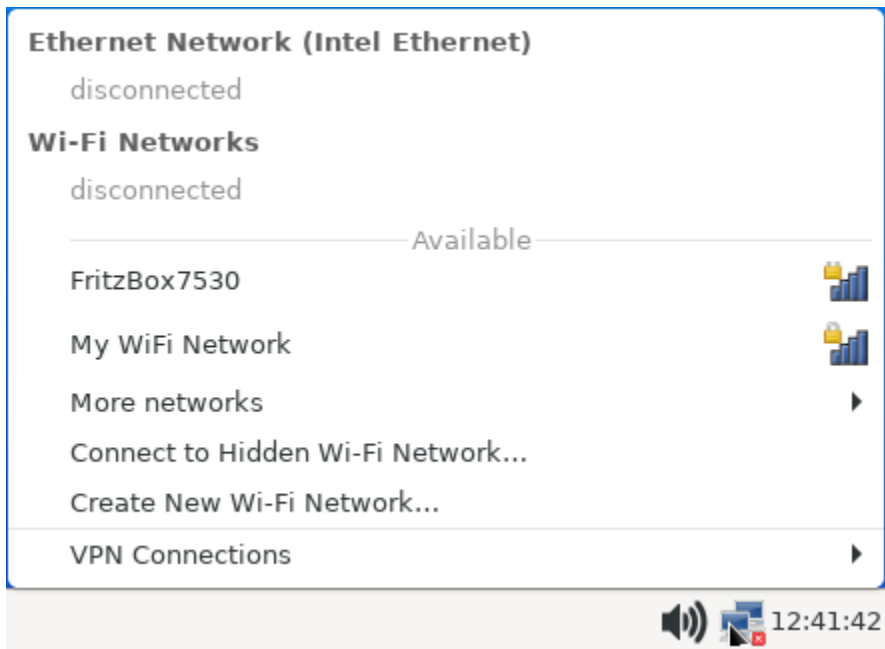 Ethernet Network (Intel Ethernet)
disconnected
Wi-Fi Networks
disconnected
Available
FritzBox7530
My WiFi Network
More networks
Connect to Hidden Wi-Fi Network...
Create New Wi-Fi Network...
VPN Connections
12:41:42